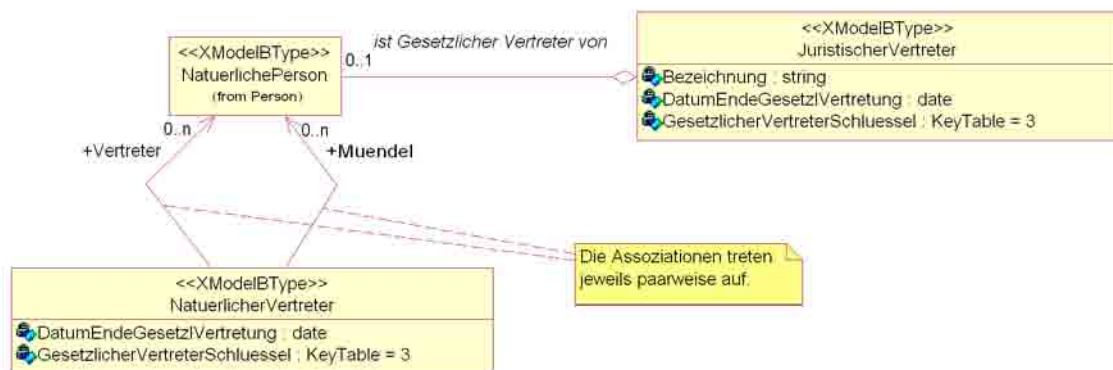 <<XModelBType>>
NatuerlichePerson
(from Person)
ist Gesetzlicher Vertreter von
0..1
<<XModelBType>>
JuristischerVertreter
Bezeichnung : string
DatumEndeGesetzlVertretung : date
GesetzlicherVertreterSchluessel : KeyTable = 3
0..n
0..n
+Vertreter
+Muendel
Die Assoziationen treten
jeweils paarweise auf.
<<XModelBType>>
NatuerlicherVertreter
DatumEndeGesetzlVertretung : date
GesetzlicherVertreterSchluessel : KeyTable = 3